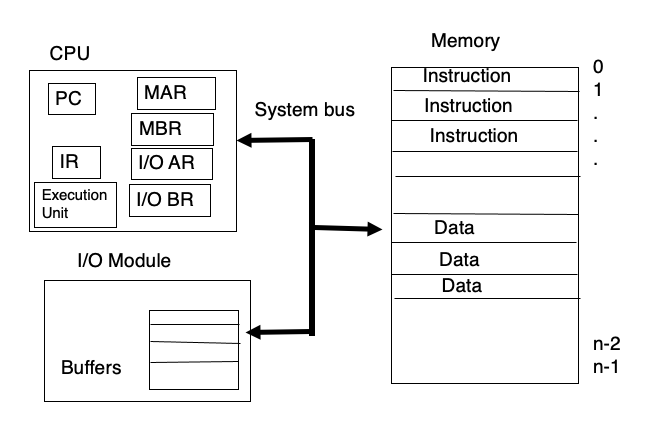 CPU
PC
MAR
MBR
IR
I/O AR
Execution
Unit
I/O BR
System bus
Memory
Instruction
Instruction
Instruction
Data
Data
Data
0
1
.
.
.
n-2
n-1
I/O Module
Buffers